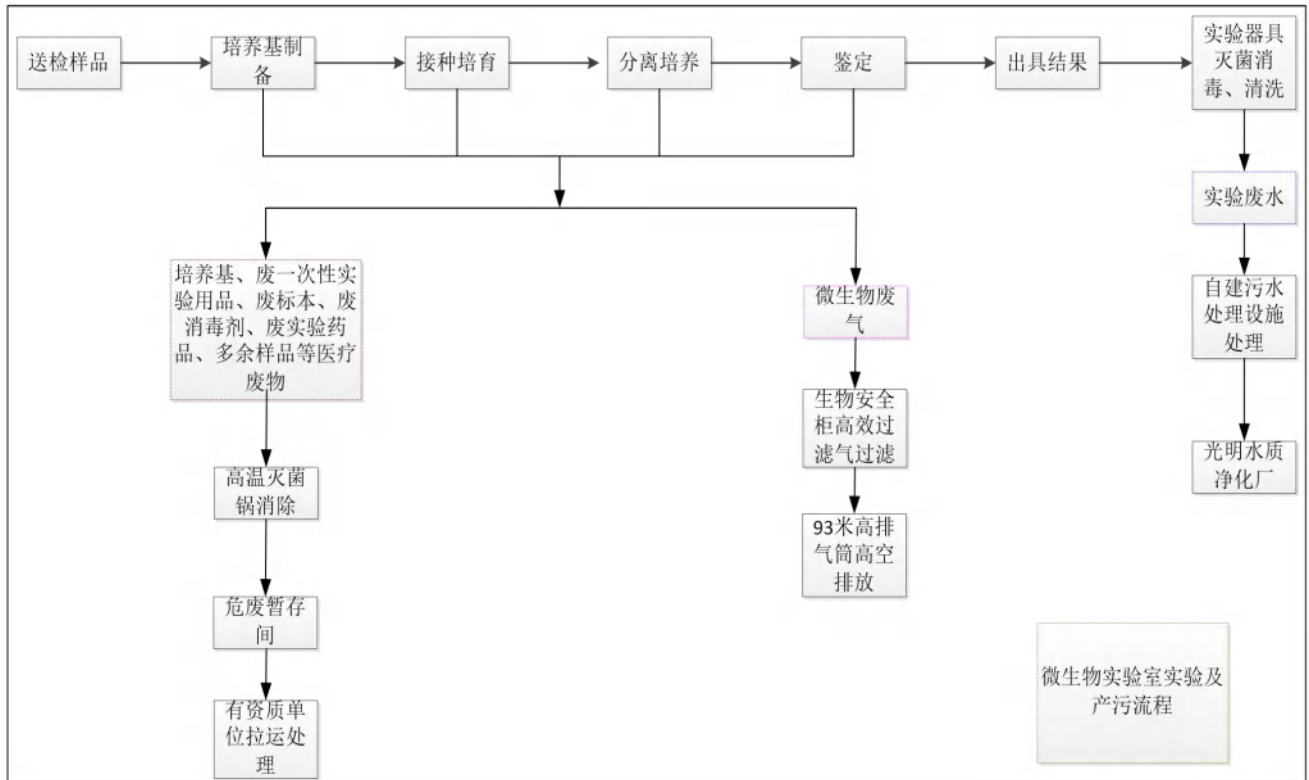 送检样品
培养基制
备
接种培育
分离培养
鉴定
出具结果
实验器具
灭菌消
毒、清洗
实验废水
自建污水
处理设施
处理
光明水质
净化厂
培养基、废一次性实
验用品、废标本、废
消毒剂、废实验药
品、多余样品等医疗
废物
高温灭菌
锅消除
危废暂存
间
有资质单
位拉运处
理
微生物废
气
生物安全
柜高效过
滤气过滤
93米高排
气筒高空
排放
微生物实验室实验及
产污流程